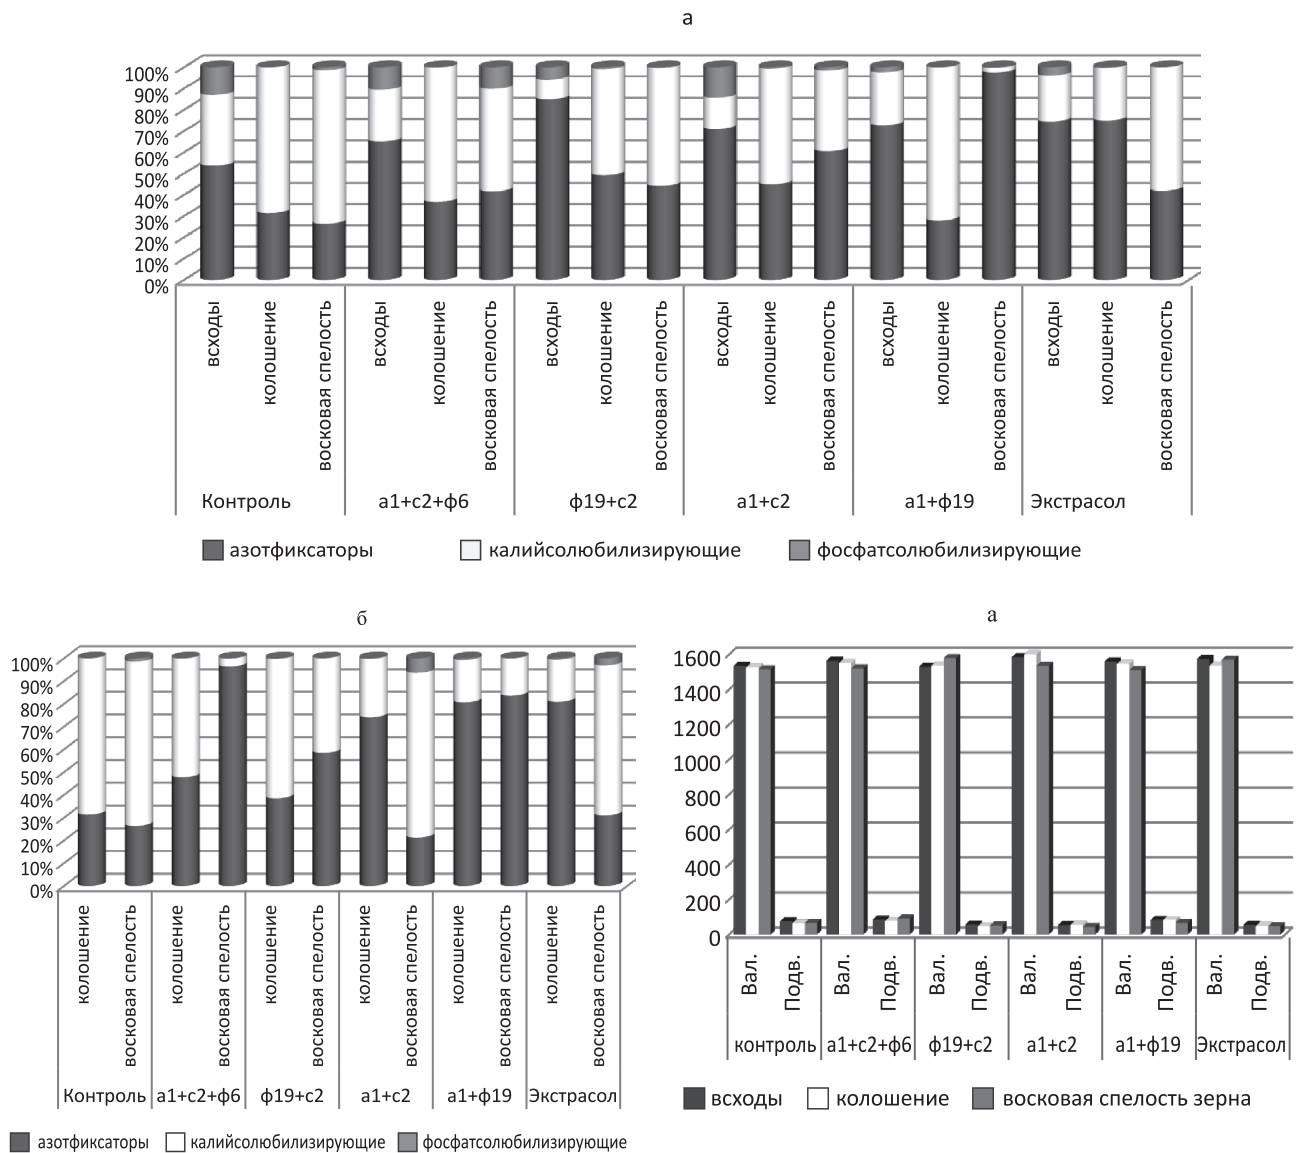 а
100%
90%
80%
70%
60%
50%
40%
30%
20%
10%
0%
всходы
колошение
восковая спелость
всходы
колошение
восковая спелость
всходы
колошение
восковая спелость
всходы
колошение
восковая спелость
всходы
колошение
восковая спелость
всходы
колошение
восковая спелость
Контроль а1+с2+ф6 ф19+с2 а1+с2 а1+ф19 Экстрасол
азотфиксаторы калийсолюбилизирующие фосфатсолюбилизирующие
б
100%
90%
80%
70%
60%
50%
40%
30%
20%
10%
0%
колошение
восковая спелость
колошение
восковая спелость
колошение
восковая спелость
колошение
восковая спелость
колошение
восковая спелость
колошение
восковая спелость
Контроль а1+с2+ф6 ф19+с2 а1+с2 а1+ф19 Экстрасол
азотфиксаторы калийсолюбилизирующие фосфатсолюбилизирующие
а
1600
1400
1200
1000
800
600
400
200
0
Вал.
Подв.
Вал.
Подв.
Вал.
Подв.
Вал.
Подв.
Вал.
Подв.
Вал.
Подв.
контроль а1+с2+ф6 ф19+с2 а1+с2 а1+ф19 Экстрасол
всходы колошение восковая спелость зерна